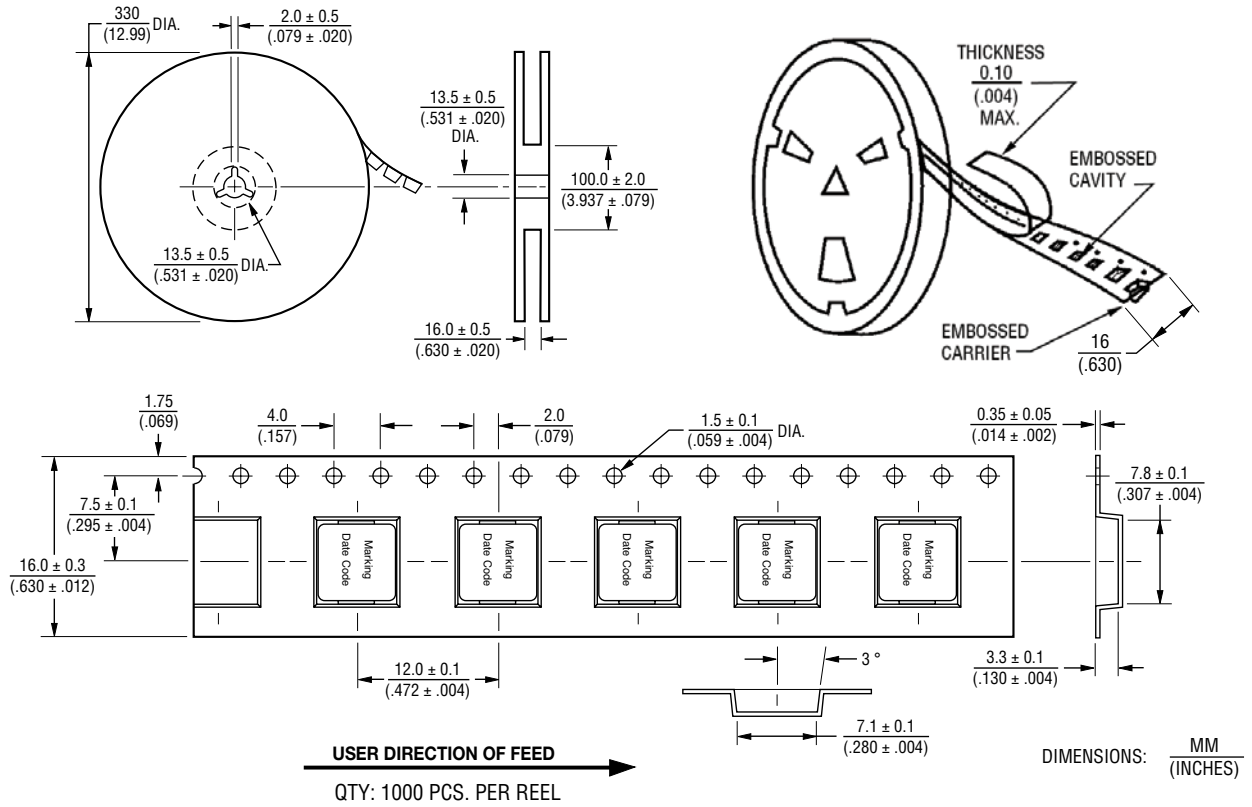 330
(12.99)
DIA.
2.0 ± 0.5
(.079 ± .020)
13.5 ± 0.5
(.531 ± .020)
DIA.
100.0 ± 2.0
(3.937 ± .079)
13.5 ± 0.5
(.531 ± .020)
DIA.
16.0 ± 0.5
(.630 ± .020)
THICKNESS
0.10
(.004)
MAX.
EMBOSSED
CAVITY
EMBOSSED
CARRIER
16
(.630)
1.75
(.069)
4.0
(.157)
2.0
(.079)
1.5 ± 0.1
(.059 ± .004)
DIA.
0.35 ± 0.05
(.014 ± .002)
7.5 ± 0.1
(.295 ± .004)
7.8 ± 0.1
(.307 ± .004)
16.0 ± 0.3
(.630 ± .012)
Marking
Date Code
Marking
Date Code
Marking
Date Code
Marking
Date Code
Marking
Date Code
12.0 ± 0.1
(.472 ± .004)
3 °
3.3 ± 0.1
(.130 ± .004)
7.1 ± 0.1
(.280 ± .004)
USER DIRECTION OF FEED
QTY: 1000 PCS. PER REEL
DIMENSIONS:
MM
(INCHES)